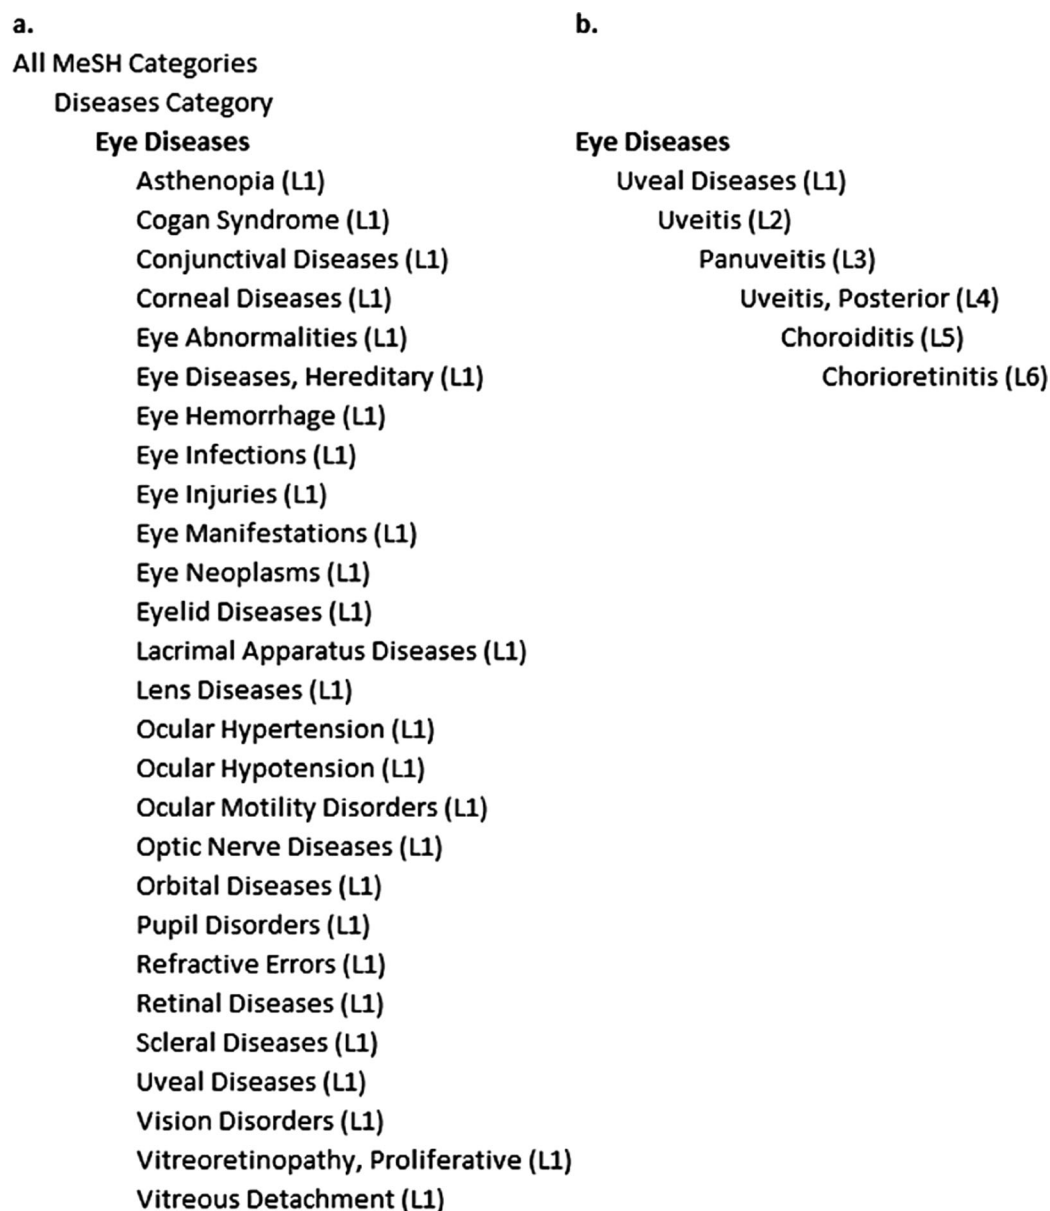 a.
All MeSH Categories
Diseases Category
Eye Diseases
Asthenopia (L1)
Cogan Syndrome (L1)
Conjunctival Diseases (L1)
Corneal Diseases (L1)
Eye Abnormalities (L1)
Eye Diseases, Hereditary (L1)
Eye Hemorrhage (L1)
Eye Infections (L1)
Eye Injuries (L1)
Eye Manifestations (L1)
Eye Neoplasms (L1)
Eyelid Diseases (L1)
Lacrimal Apparatus Diseases (L1)
Lens Diseases (L1)
Ocular Hypertension (L1)
Ocular Hypotension (L1)
Ocular Motility Disorders (L1)
Optic Nerve Diseases (L1)
Orbital Diseases (L1)
Pupil Disorders (L1)
Refractive Errors (L1)
Retinal Diseases (L1)
Scleral Diseases (L1)
Uveal Diseases (L1)
Vision Disorders (L1)
Vitreoretinopathy, Proliferative (L1)
Vitreous Detachment (L1)
b.
Eye Diseases
Uveal Diseases (L1)
Uveitis (L2)
Panuveitis (L3)
Uveitis, Posterior (L4)
Choroiditis (L5)
Chorioretinitis (L6)